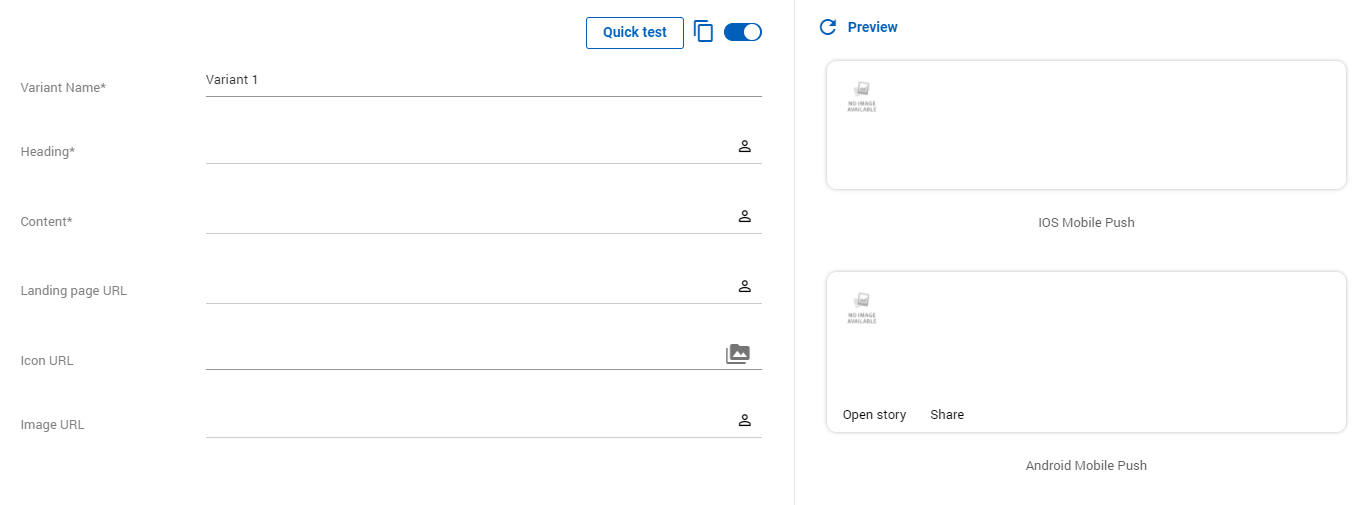 Quick test
Variant Name*
Variant 1
Heading*
Content*
Landing page URL
Icon URL
Image URL
Preview
NO IMAGE
AVAILABLE
IOS Mobile Push
NO IMAGE
AVAILABLE
Open story
Share
Android Mobile Push